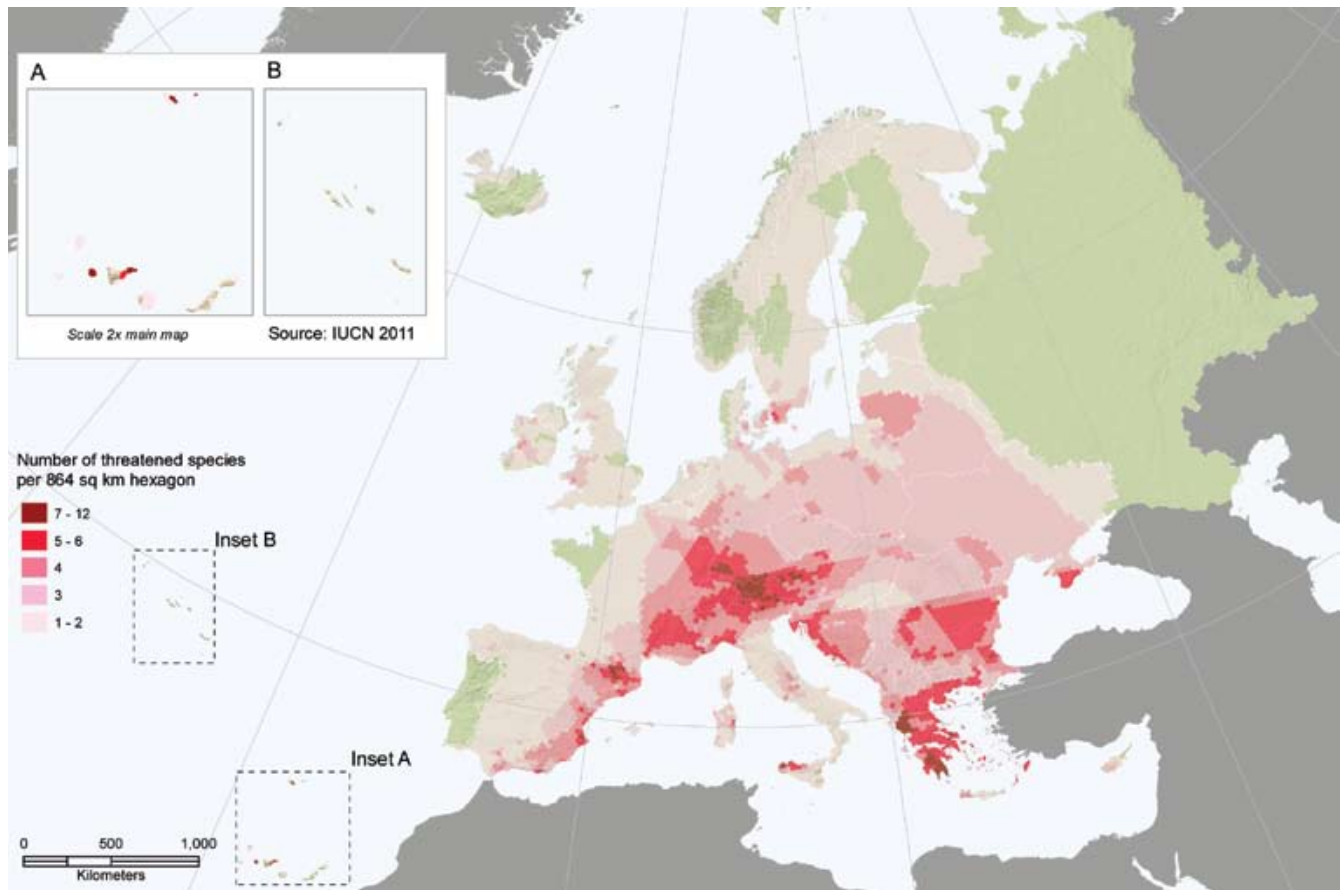 A
B
Scale 2x main map
Source: IUCN 2011
Number of threatened species
per 864 sq km hexagon
7 - 12
5 - 6
4
3
1 - 2
Inset B
Inset A
0 500 1,000
Kilometers